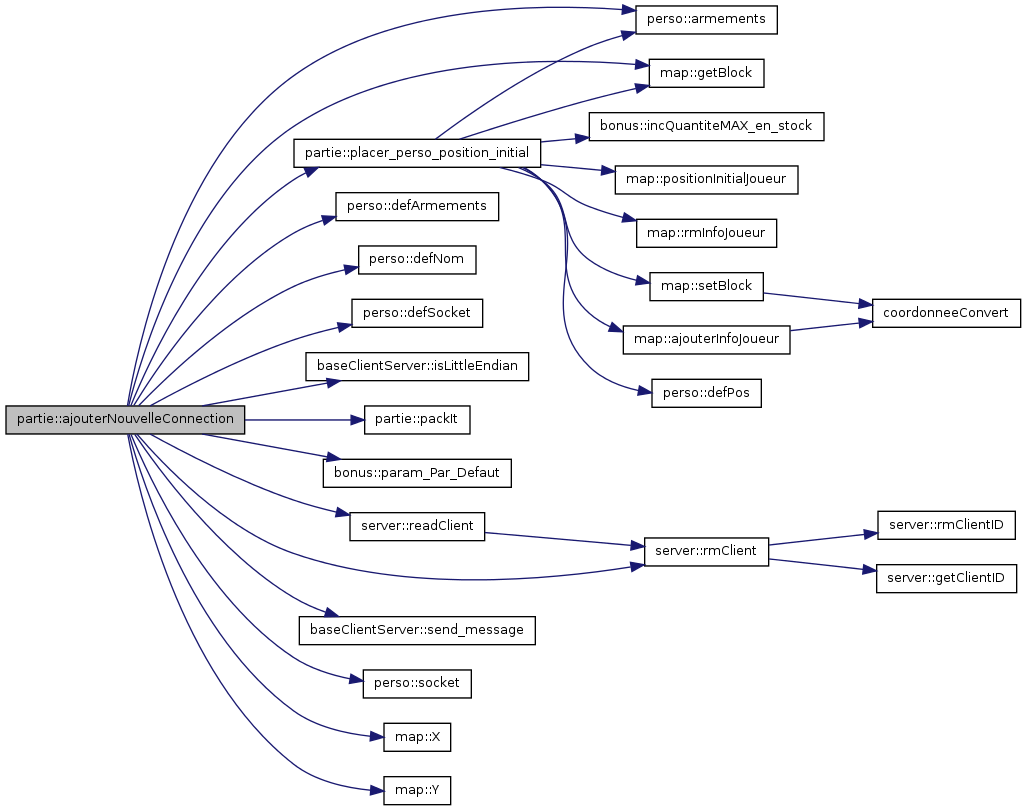 perso::armements
map::getBlock
bonus::incQuantiteMAX_en_stock
partie::placer_perso_position_initial
map::positionInitialJoueur
perso::defArmements
map::rmInfoJoueur
perso::defNom
map::setBlock
perso::defSocket
coordonneeConvert
map::ajouterInfoJoueur
baseClientServer::isLittleEndian
perso::defPos
partie::ajouterNouvelleConnection
partie::packIt
bonus::param_Par_Defaut
server::readClient
server::rmClientID
server::rmClient
server::getClientID
baseClientServer::send_message
perso::socket
map::X
map::Y